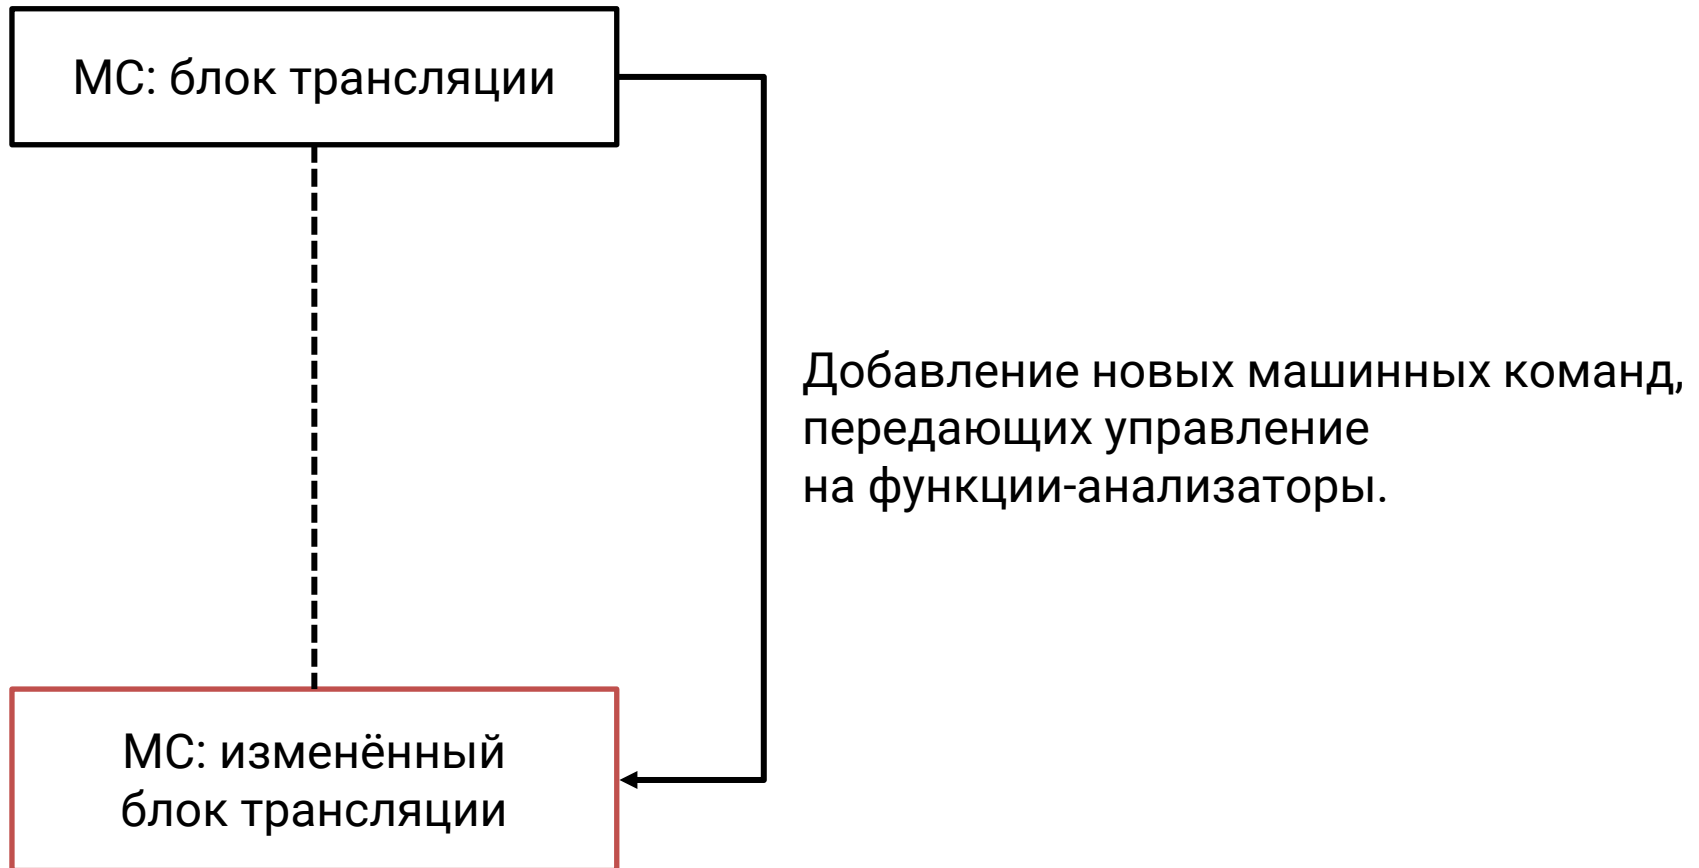 МС: блок трансляции
Добавление новых машинных команд,
передающих управление
на функции-анализаторы.
МС: изменённый
блок трансляции